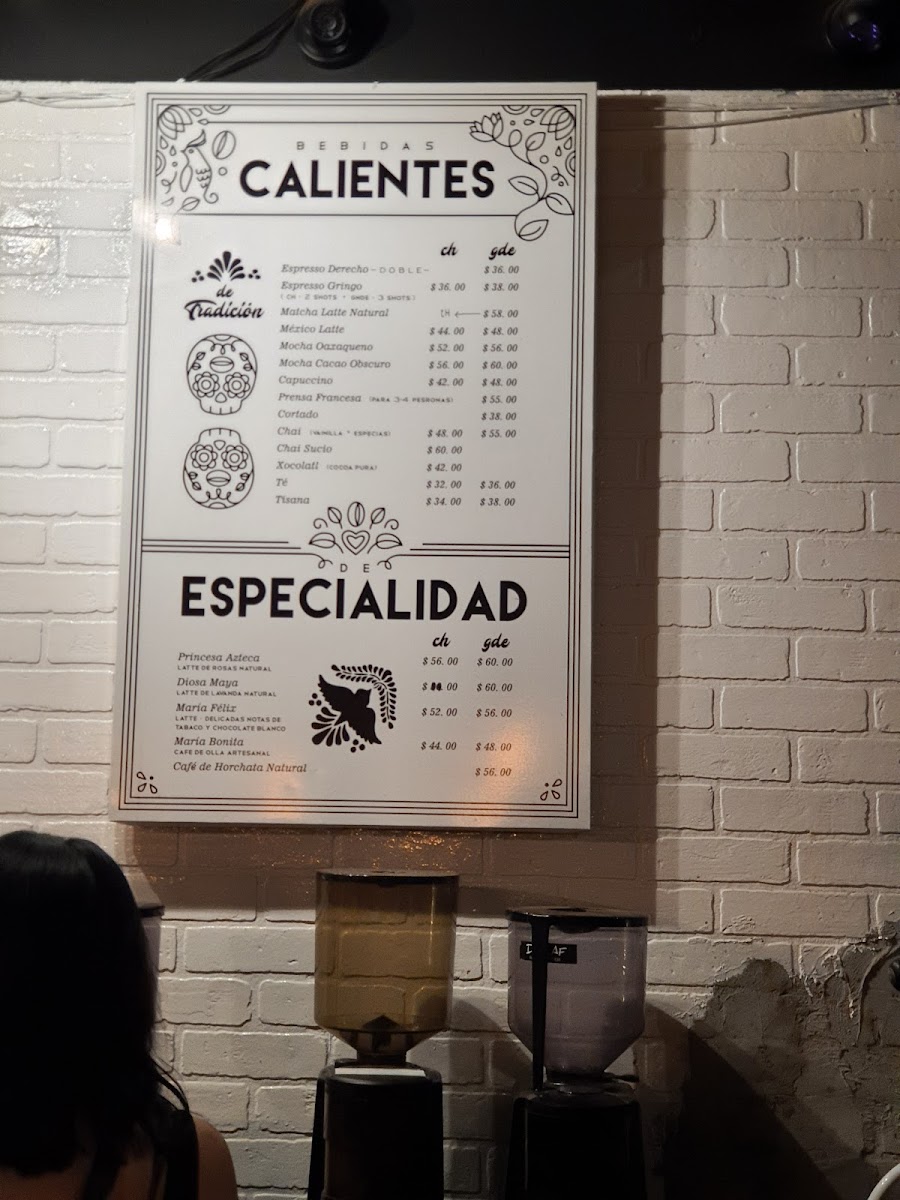 BEBIDAS
CALIENTES
ch gde
de
Tradición
Espresso Derecho - DOBLE - $36.00
Espresso Gringo $36.00 $38.00
(CH - 2 SHOTS * GNDE - 3 SHOTS)
Matcha Latte Natural CH ← $58.00
México Latte $44.00 $48.00
Mocha Oaxaqueno $52.00 $56.00
Mocha Cacao Obscuro $56.00 $60.00
Capuccino $42.00 $48.00
Prensa Francesa (PARA 3-4 PESRONAS) $55.00
Cortado $38.00
Chai (VAINILLA * ESPECIAS) $48.00 $55.00
Chai Sucio $60.00
Xocolatl (COCOA PURA) $42.00
Té $32.00 $36.00
Tisana $34.00 $38.00
DE
ESPECIALIDAD
ch gde
Princesa Azteca $56.00 $60.00
LATTE DE ROSAS NATURAL
Diosa Maya $ .00 $60.00
LATTE DE LAVANDA NATURAL
María Félix $52.00 $56.00
LATTE - DELICADAS NOTAS DE
TABACO Y CHOCOLATE BLANCO
María Bonita $44.00 $48.00
CAFE DE OLLA ARTESANAL
Café de Horchata Natural $56.00